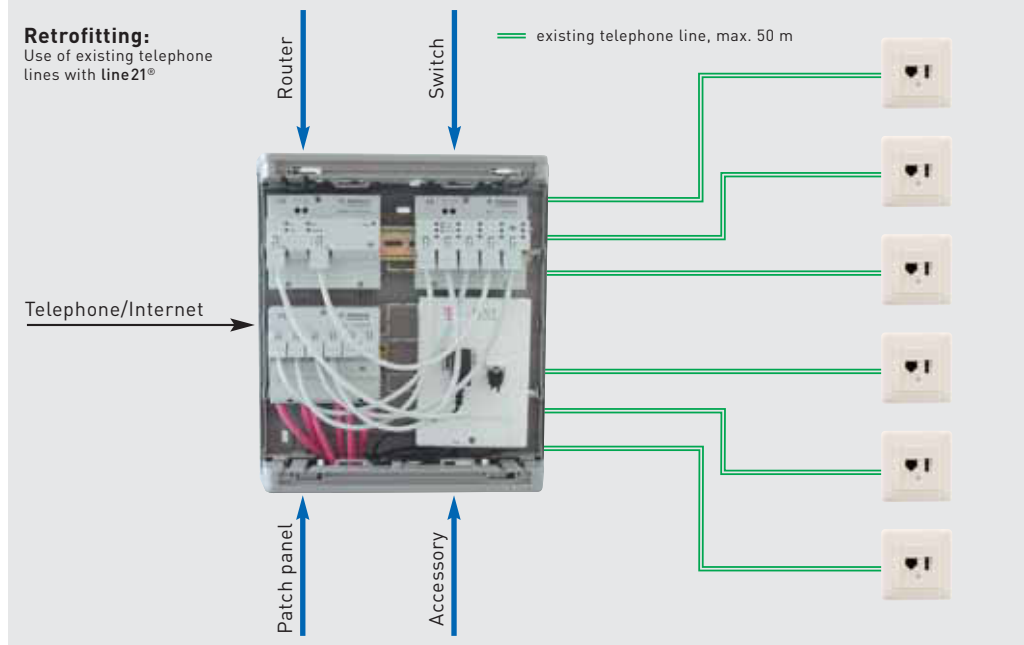 Retrofitting:
Use of existing telephone
lines with line21®
Router
Switch
existing telephone line, max. 50 m
Telephone/Internet
Patch panel
Accessory